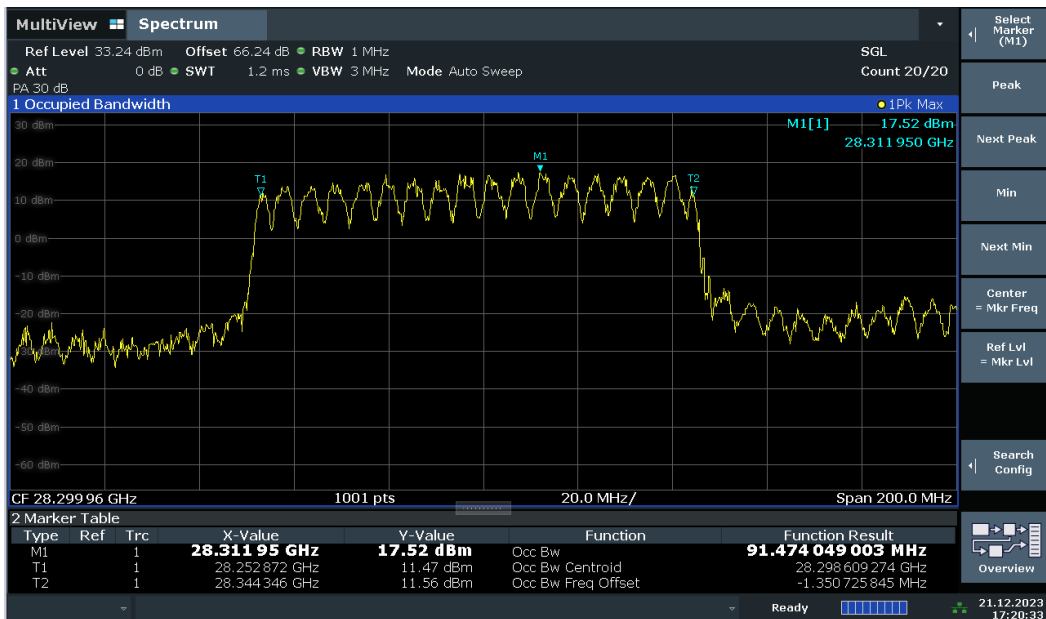 MultiView Spectrum
Ref Level 33.24 dBm Offset 66.24 dB RBW 1 MHz SGL
Att 0 dB SWT 1.2 ms VBW 3 MHz Mode Auto Sweep Count 20/20
PA 30 dB
1 Occupied Bandwidth 1Pk Max
30 dBm M1[1] 17.52 dBm
28.311 950 GHz
M1
20 dBm
T1 T2
10 dBm
0 dBm
-10 dBm
-20 dBm
-30 dBm
-40 dBm
-50 dBm
-60 dBm
CF 28.299 96 GHz 1001 pts 20.0 MHz/ Span 200.0 MHz
2 Marker Table
Type Ref Trc X-Value Y-Value Function Function Result
M1 1 28.311 95 GHz 17.52 dBm Occ Bw 91.474 049 003 MHz
T1 1 28.252 872 GHz 11.47 dBm Occ Bw Centroid 28.298 609 274 GHz
T2 1 28.344 346 GHz 11.56 dBm Occ Bw Freq Offset -1.350 725 845 MHz
Ready 21.12.2023
17:20:33
Select
Marker
(M1)
Peak
Next Peak
Min
Next Min
Center
= Mkr Freq
Ref Lvl
= Mkr Lvl
Search
Config
Overview